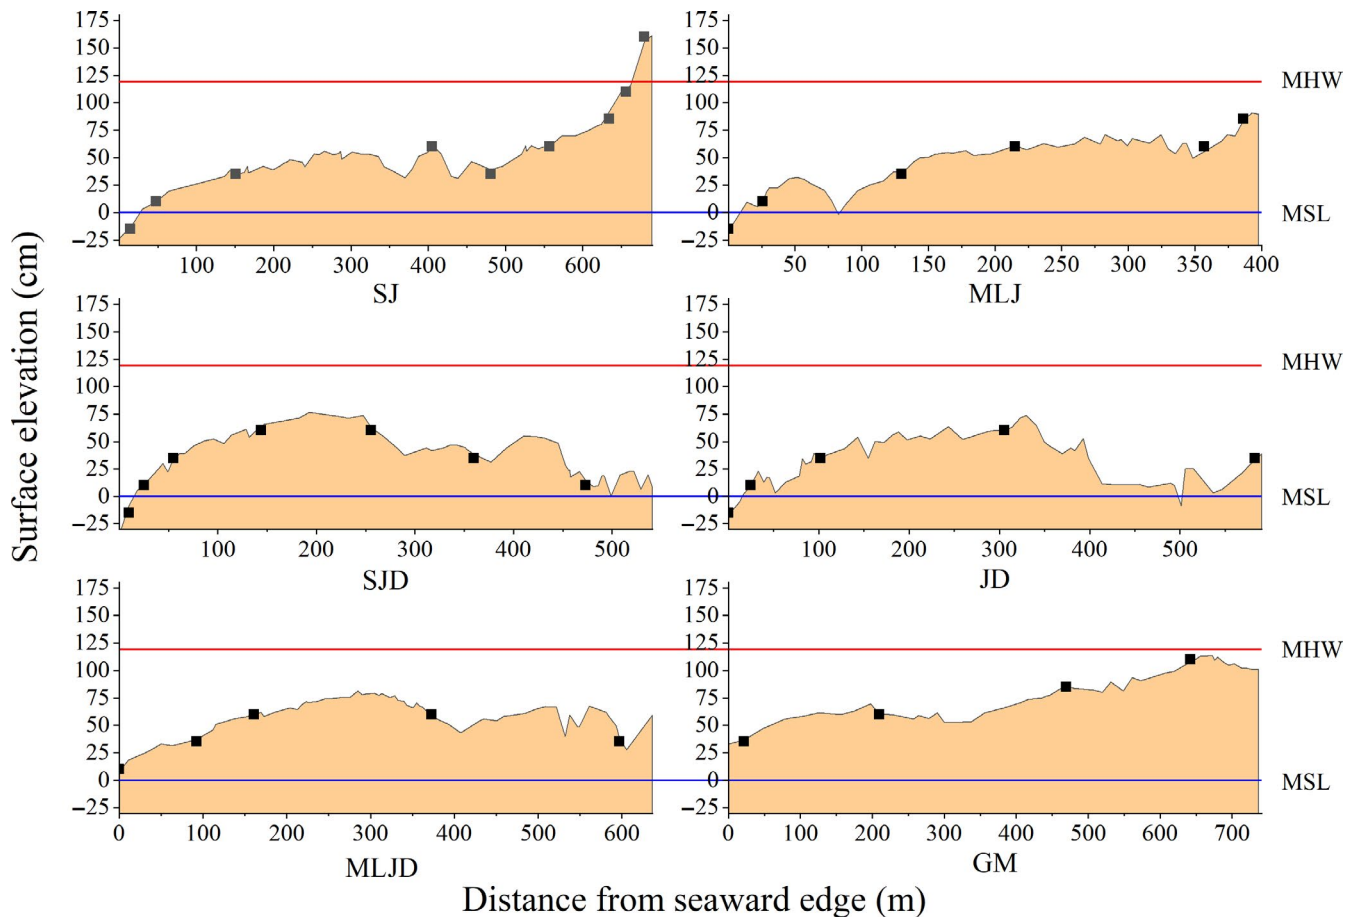 Surface elevation (cm)
175
150
125
100
75
50
25
0
−25
100 200 300 400 500 600
SJ
175
150
125
100
75
50
25
0
−25
50 100 150 200 250 300 350 400
MLJ
MHW
MSL
175
150
125
100
75
50
25
0
−25
100 200 300 400 500
SJD
175
150
125
100
75
50
25
0
−25
100 200 300 400 500
JD
MHW
MSL
175
150
125
100
75
50
25
0
−25
0 100 200 300 400 500 600
MLJD
175
150
125
100
75
50
25
0
−25
0 100 200 300 400 500 600 700
GM
MHW
MSL
Distance from seaward edge (m)